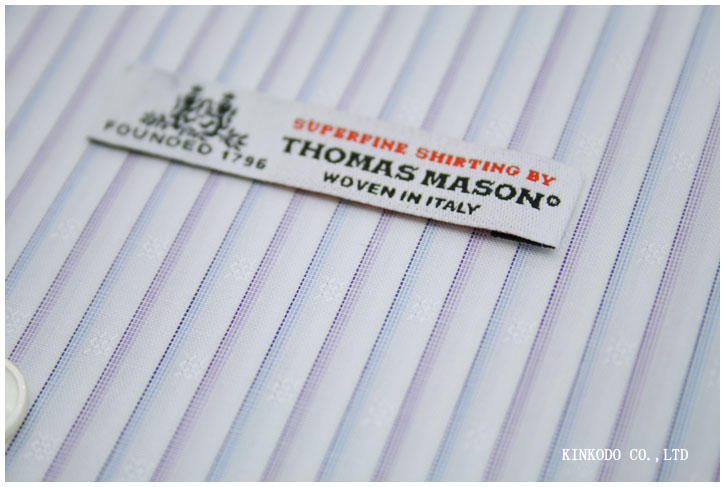 FOUNDED 1796
SUPERFINE SHIRTING BY
THOMAS MASON®
WOVEN IN ITALY
KINKODO CO.,LTD